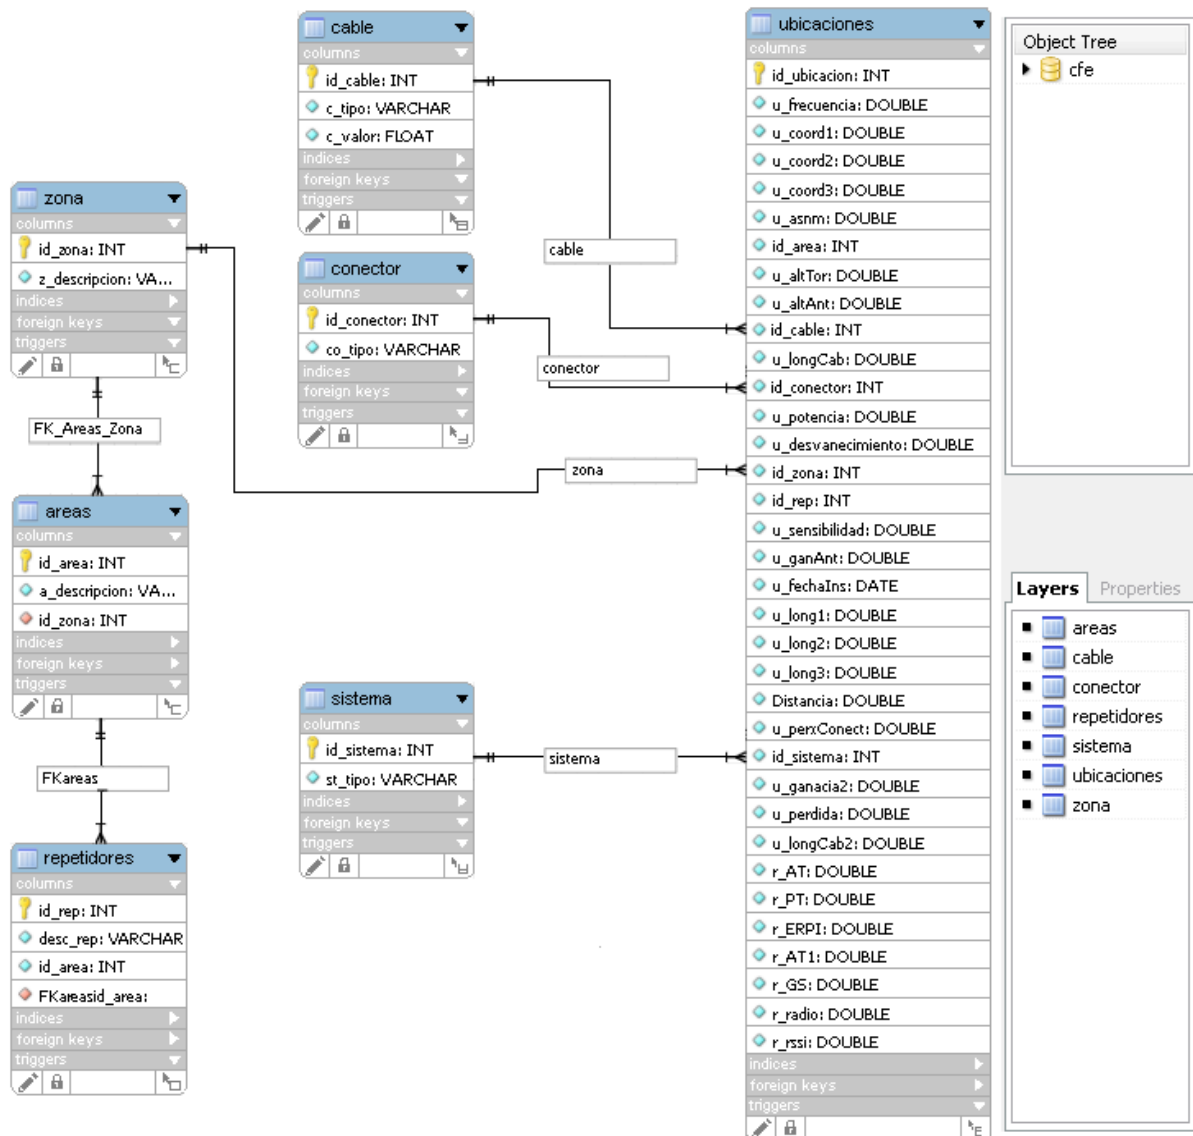 cable
columns
id_cable: INT
c_tipo: VARCHAR
c_valor: FLOAT
indices
foreign keys
triggers
zona
columns
id_zona: INT
z_descripcion: VA...
indices
foreign keys
triggers
conector
columns
id_conector: INT
co_tipo: VARCHAR
indices
foreign keys
triggers
cable
conector
zona
FK_Areas_Zona
areas
columns
id_area: INT
a_descripcion: VA...
id_zona: INT
indices
foreign keys
triggers
FKareas
repetidores
columns
id_rep: INT
desc_rep: VARCHAR
id_area: INT
FKareasid_area:
indices
foreign keys
triggers
sistema
columns
id_sistema: INT
st_tipo: VARCHAR
indices
foreign keys
triggers
sistema
ubicaciones
columns
id_ubicacion: INT
u_frecuencia: DOUBLE
u_coord1: DOUBLE
u_coord2: DOUBLE
u_coord3: DOUBLE
u_asnm: DOUBLE
id_area: INT
u_altTor: DOUBLE
u_altAnt: DOUBLE
id_cable: INT
u_longCab: DOUBLE
id_conector: INT
u_potencia: DOUBLE
u_desvanecimiento: DOUBLE
id_zona: INT
id_rep: INT
u_sensibilidad: DOUBLE
u_ganAnt: DOUBLE
u_fechaIns: DATE
u_long1: DOUBLE
u_long2: DOUBLE
u_long3: DOUBLE
Distancia: DOUBLE
u_perxConect: DOUBLE
id_sistema: INT
u_ganacia2: DOUBLE
u_perdida: DOUBLE
u_longCab2: DOUBLE
r_AT: DOUBLE
r_PT: DOUBLE
r_ERPI: DOUBLE
r_AT1: DOUBLE
r_GS: DOUBLE
r_radio: DOUBLE
r_rssi: DOUBLE
indices
foreign keys
triggers
Object Tree
cfe
Layers Properties
areas
cable
conector
repetidores
sistema
ubicaciones
zona